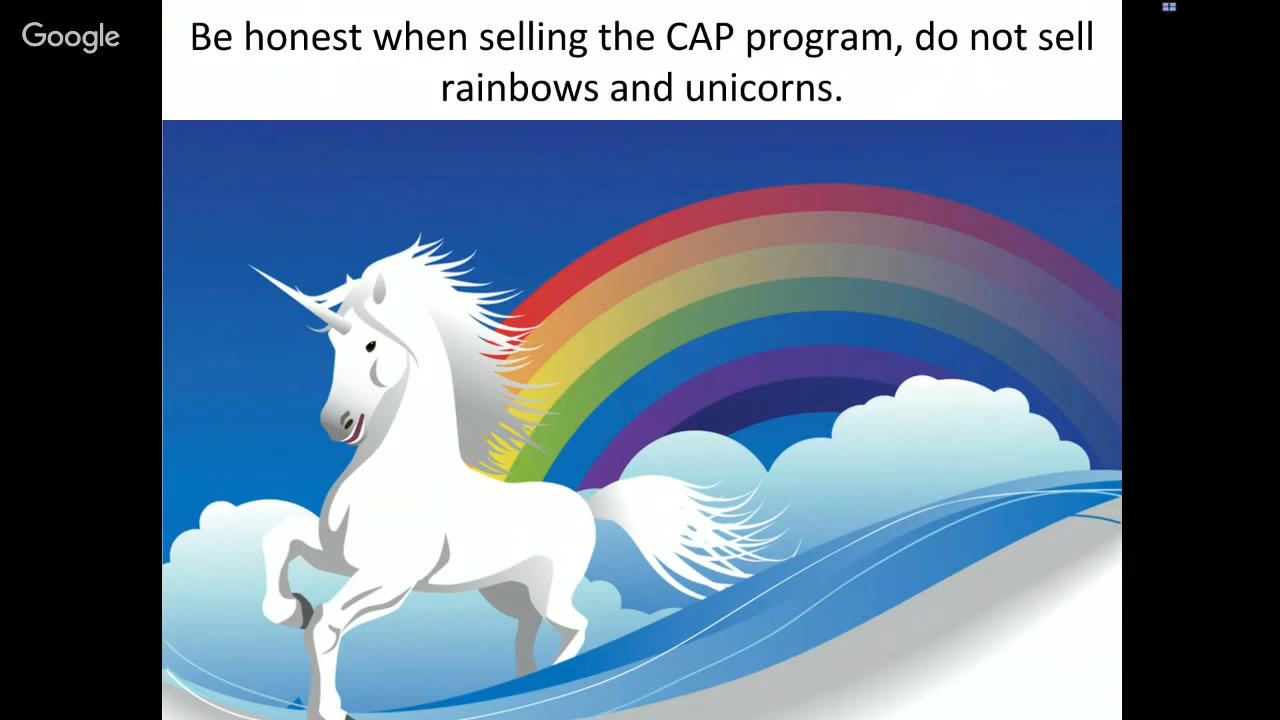 Google
Be honest when selling the CAP program, do not sell
rainbows and unicorns.